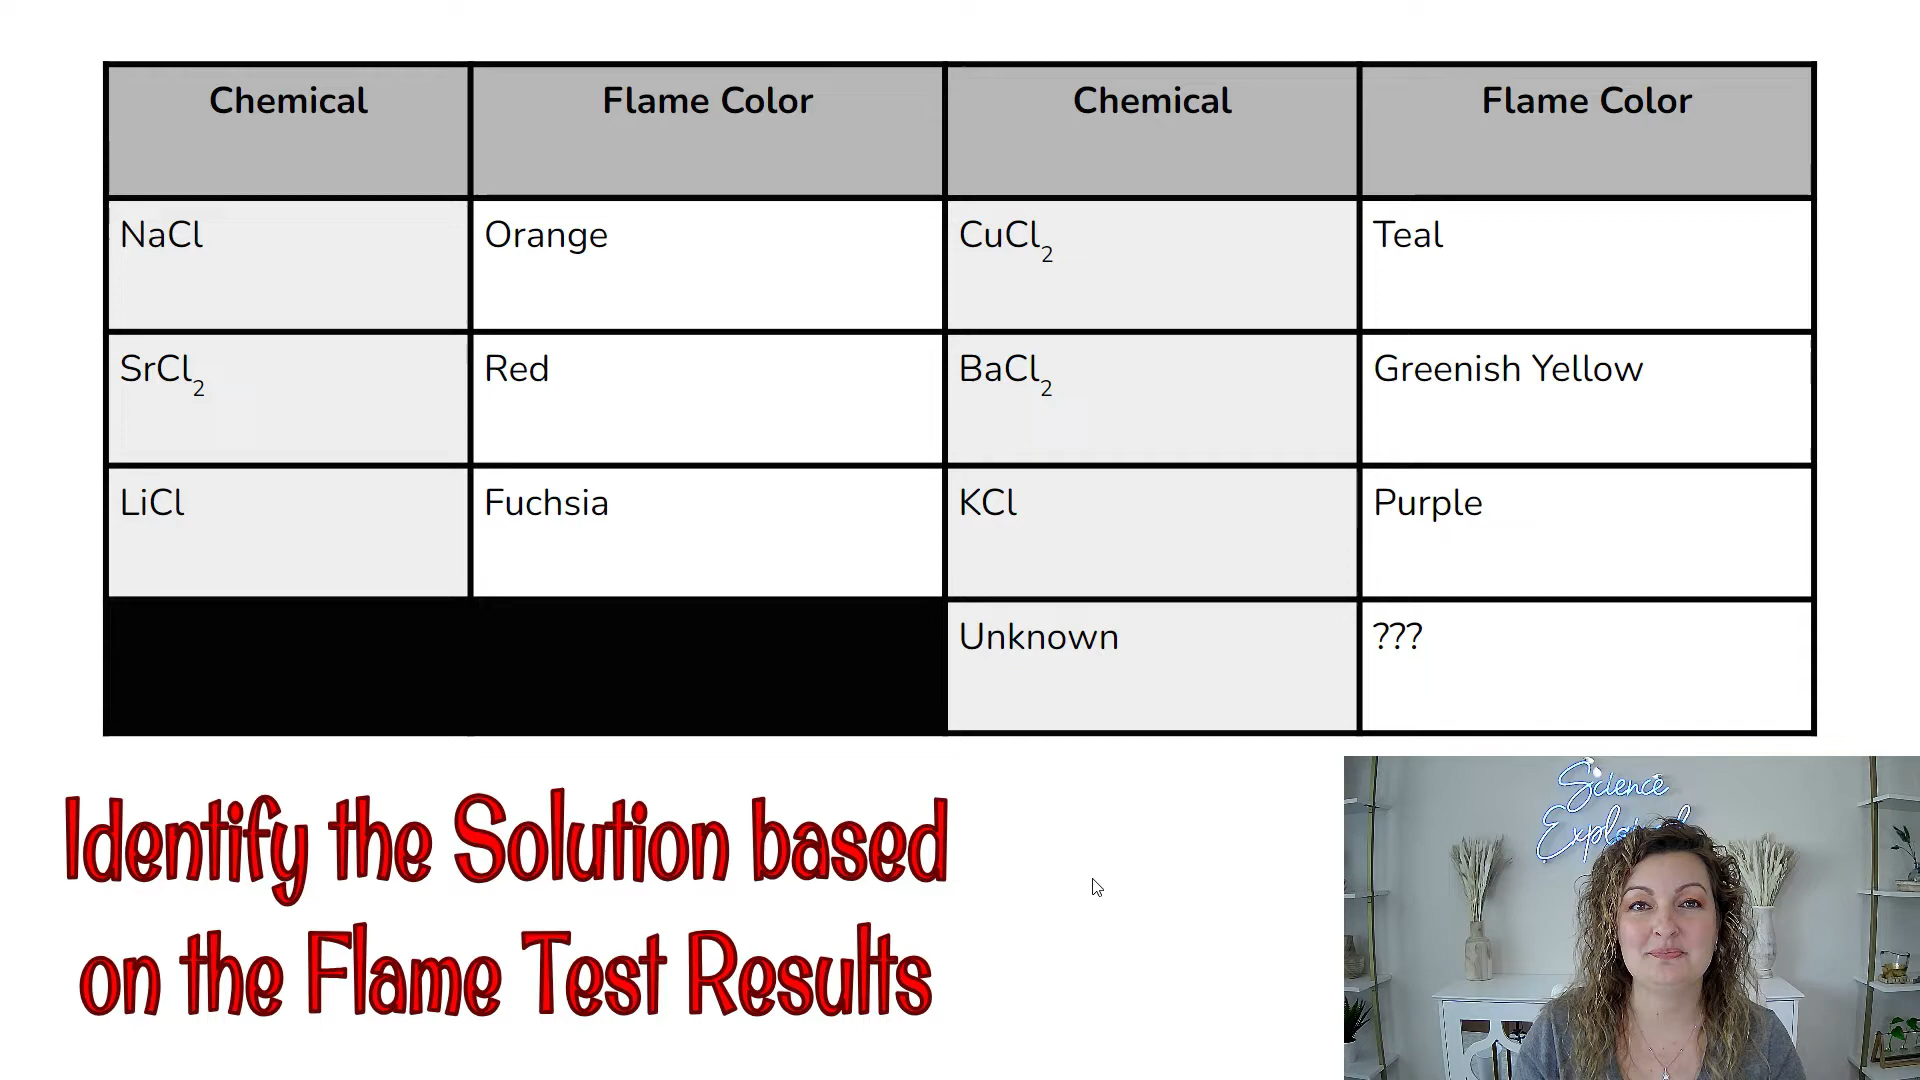 Chemical Flame Color Chemical Flame Color
NaCl Orange CuCl₂ Teal
SrCl₂ Red BaCl₂ Greenish Yellow
LiCl Fuchsia KCl Purple
Unknown ???
Identify the Solution based
on the Flame Test Results
Science